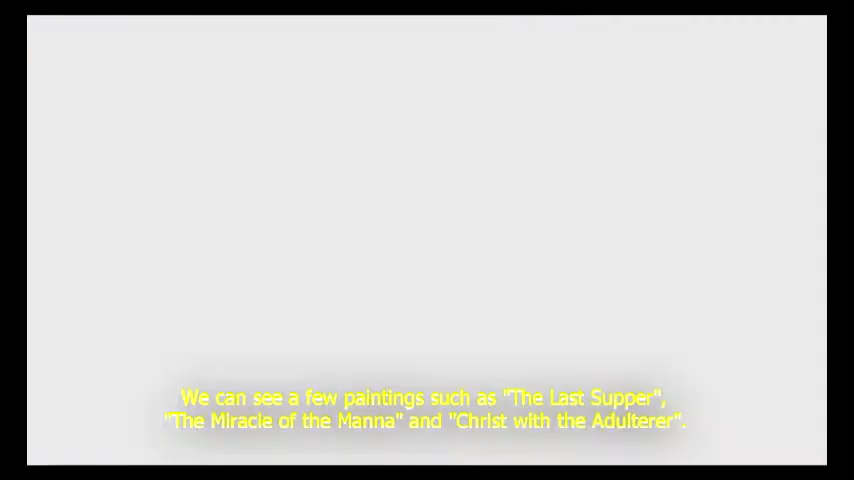 We can see a few paintings such as "The Last Supper",
"The Miracle of the Manna" and "Christ with the Adulterer".